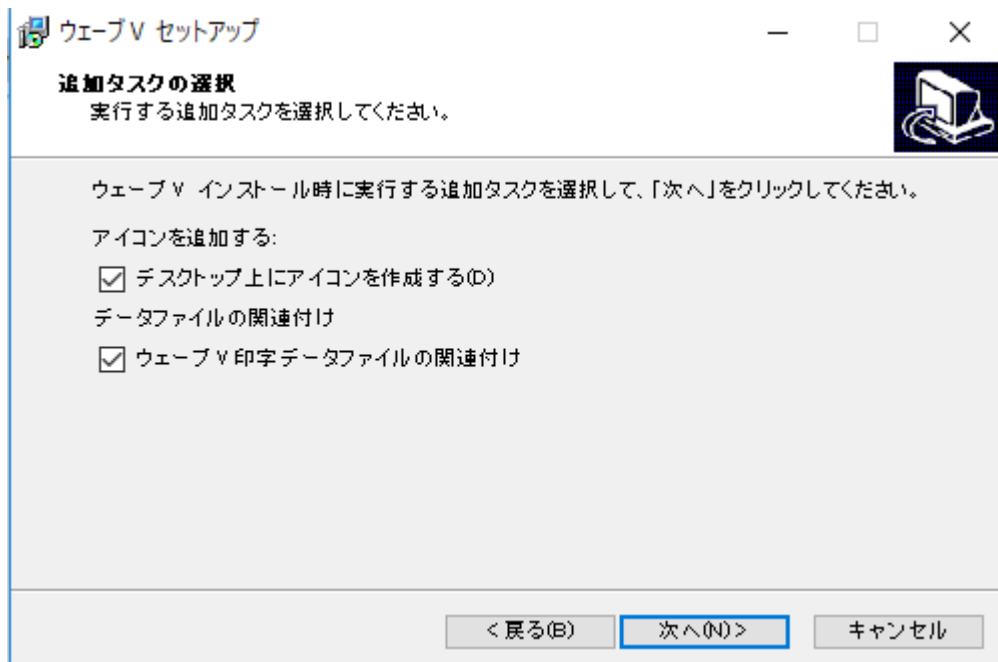 ウェーブV セットアップ
追加タスクの選択
実行する追加タスクを選択してください。
ウェーブV インストール時に実行する追加タスクを選択して、「次へ」をクリックしてください。
アイコンを追加する:
デスクトップ上にアイコンを作成する(D)
データファイルの関連付け
ウェーブV印字データファイルの関連付け
< 戻る(B)
次へ(N) >
キャンセル